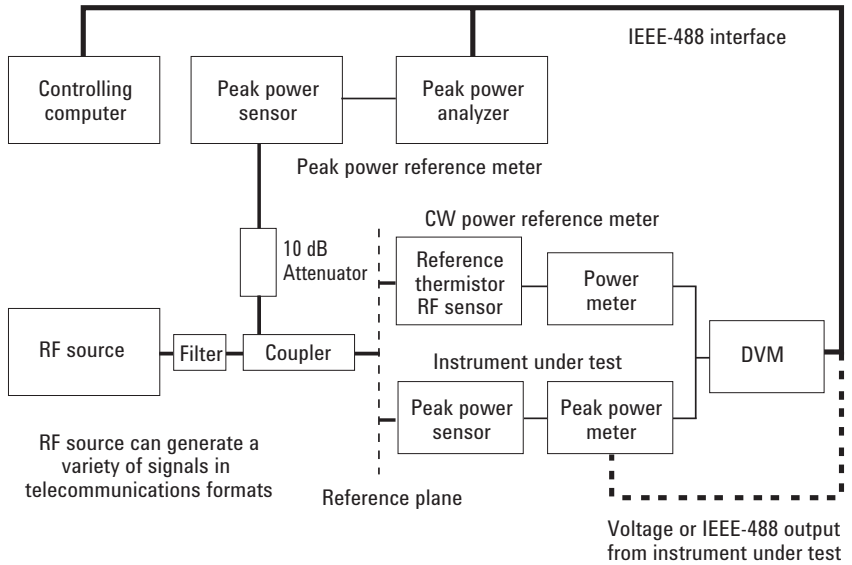 IEEE-488 interface
Controlling
computer
Peak power
sensor
Peak power
analyzer
Peak power reference meter
CW power reference meter
10 dB
Attenuator
Reference
thermistor
RF sensor
Power
meter
RF source
Filter
Coupler
DVM
Instrument under test
Peak power
sensor
Peak power
meter
RF source can generate a
variety of signals in
telecommunications formats
Reference plane
Voltage or IEEE-488 output
from instrument under test